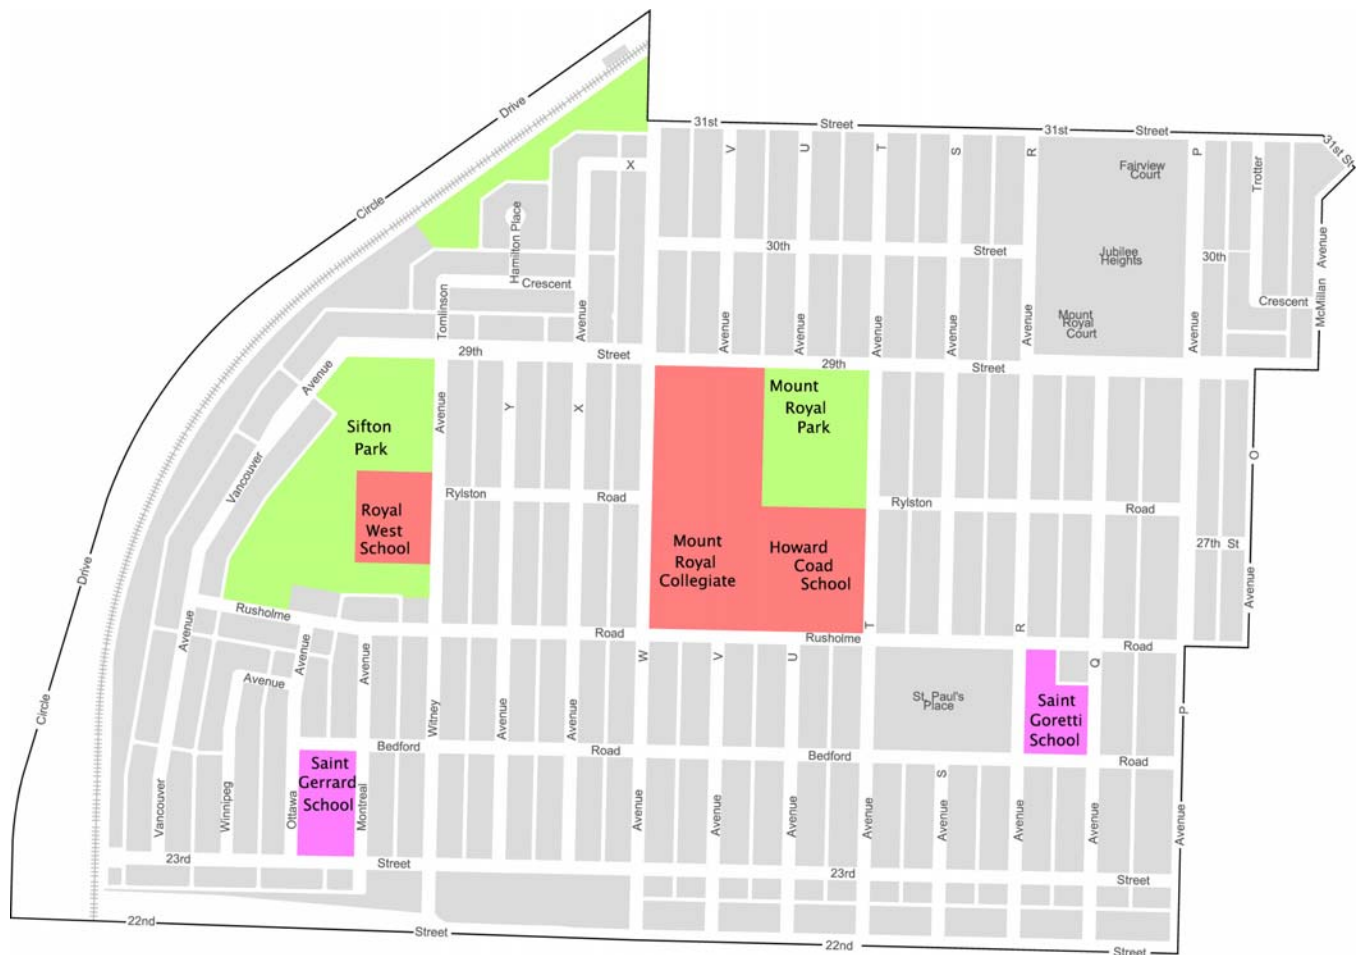 31st
Street
31st
Street
31st St
Drive
Circle
X
V
U
T
S
R
P
Fairview
Court
Trotter
Hamilton Place
30th
Street
Jubilee
Heights
30th
Avenue
McMillan
Crescent
Tomlinson
Avenue
Crescent
Mount
Royal
Court
Avenue
Avenue
Avenue
Avenue
Avenue
Avenue
29th
Street
29th
Street
Avenue
Avenue
Y
X
Sifton
Park
Mount
Royal
Park
Vancouver
O
Rylston
Road
Rylston
Road
Royal
West
School
Mount
Royal
Collegiate
Howard
Coad
School
27th St
Drive
Avenue
Rusholme
Road
Rusholme
Road
Avenue
Avenue
Avenue
Avenue
W
V
U
T
R
Q
P
St. Paul's
Place
Saint
Goretti
School
Circle
Witney
Avenue
Avenue
Bedford
Road
Bedford
Road
Saint
Gerrard
School
S
Vancouver
Winnipeg
Ottawa
Montreal
Avenue
Avenue
Avenue
Avenue
Avenue
Avenue
Avenue
Avenue
23rd
Street
23rd
Street
22nd
Street
22nd
Street